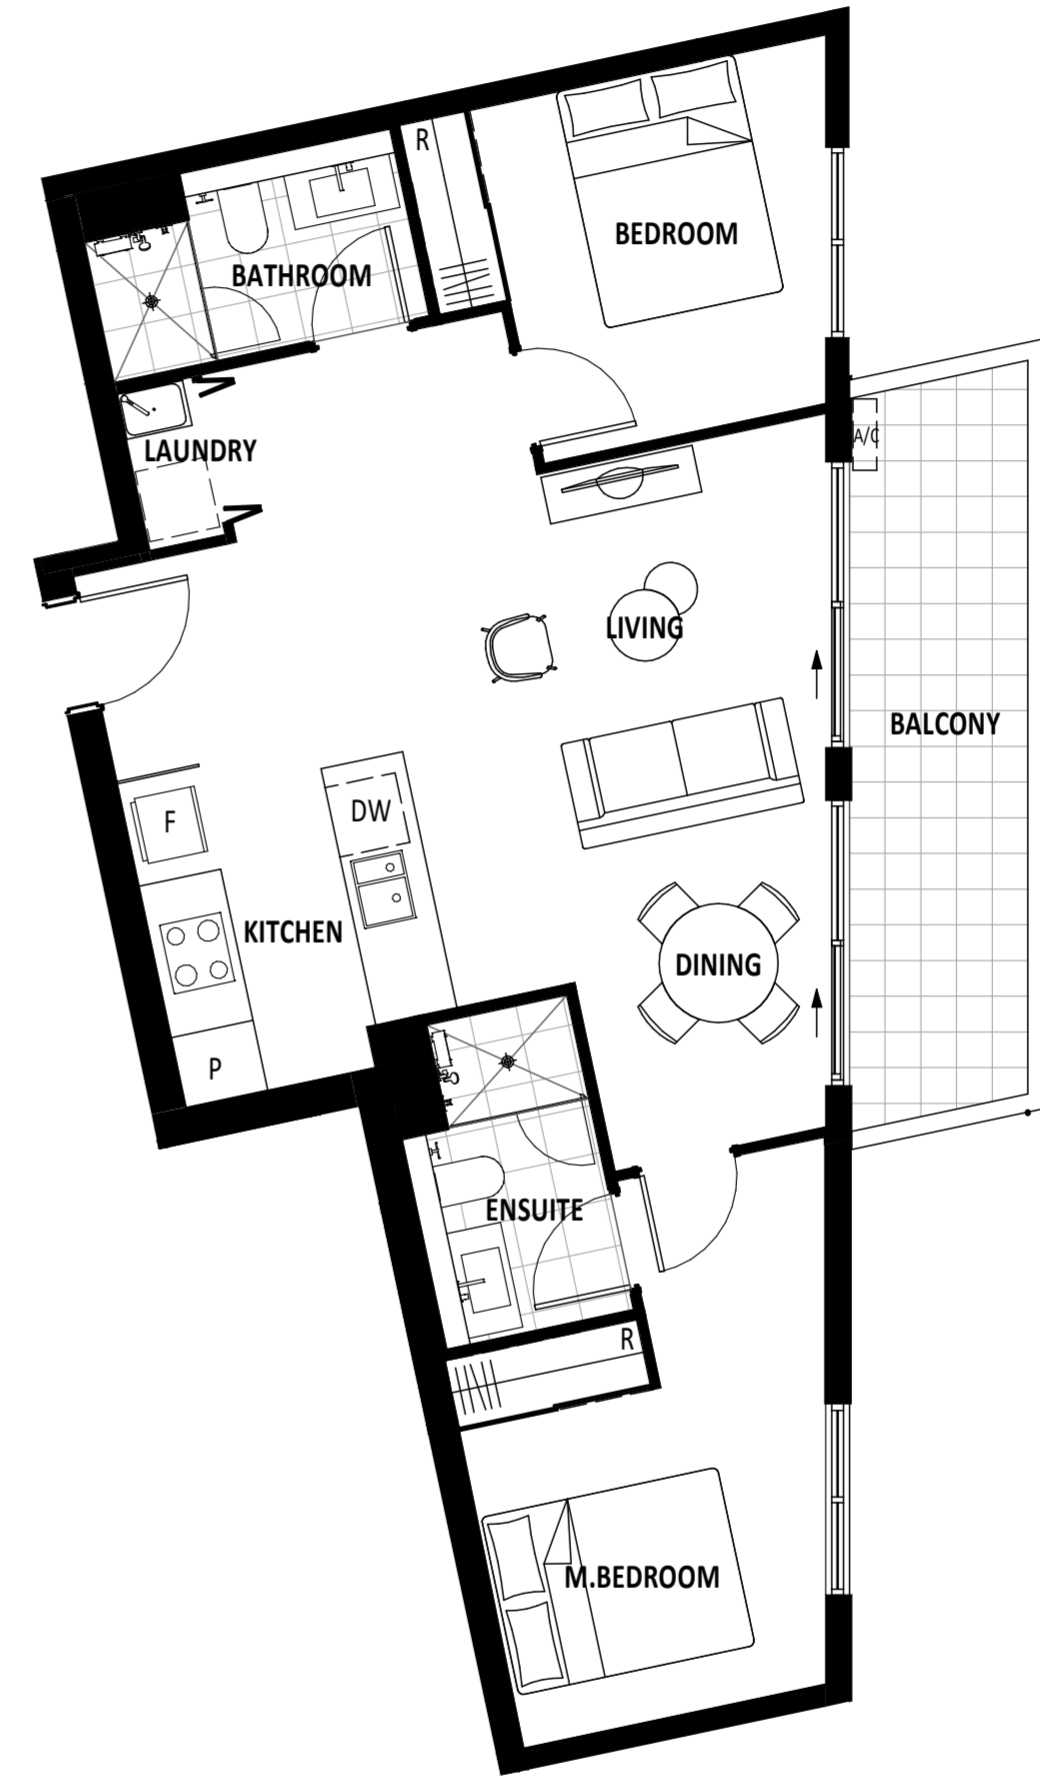 R
BEDROOM
BATHROOM
A/C
LAUNDRY
LIVING
BALCONY
F
DW
KITCHEN
DINING
P
ENSUITE
R
M.BEDROOM